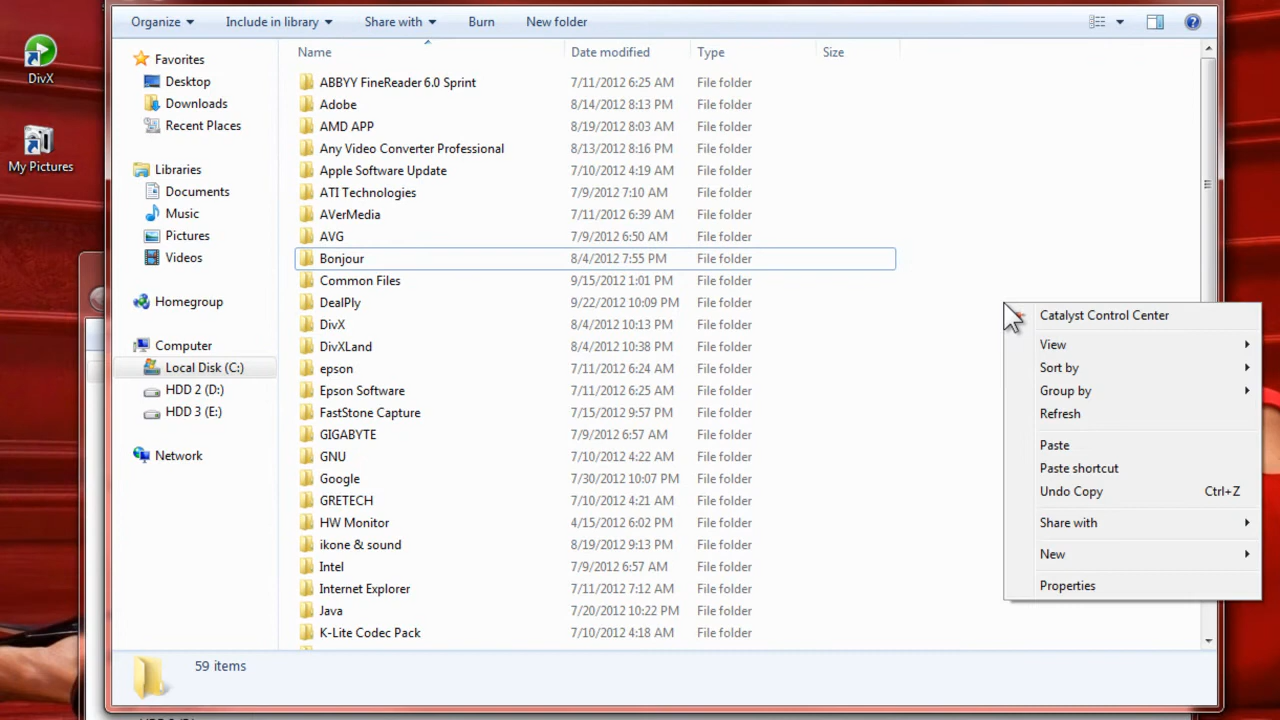 Organize Include in library Share with Burn New folder
DivX
My Pictures
Favorites
Desktop
Downloads
Recent Places
Libraries
Documents
Music
Pictures
Videos
Homegroup
Computer
Local Disk (C:)
HDD 2 (D:)
HDD 3 (E:)
Network
Name Date modified Type Size
ABBYY FineReader 6.0 Sprint 7/11/2012 6:25 AM File folder
Adobe 8/14/2012 8:13 PM File folder
AMD APP 8/19/2012 8:03 AM File folder
Any Video Converter Professional 8/13/2012 8:16 PM File folder
Apple Software Update 7/10/2012 4:19 AM File folder
ATI Technologies 7/9/2012 7:10 AM File folder
AVerMedia 7/11/2012 6:39 AM File folder
AVG 7/9/2012 6:50 AM File folder
Bonjour 8/4/2012 7:55 PM File folder
Common Files 9/15/2012 1:01 PM File folder
DealPly 9/22/2012 10:09 PM File folder
DivX 8/4/2012 10:13 PM File folder
DivXLand 8/4/2012 10:38 PM File folder
epson 7/11/2012 6:24 AM File folder
Epson Software 7/11/2012 6:25 AM File folder
FastStone Capture 7/15/2012 9:57 PM File folder
GIGABYTE 7/9/2012 6:57 AM File folder
GNU 7/10/2012 4:22 AM File folder
Google 7/30/2012 10:07 PM File folder
GRETECH 7/10/2012 4:21 AM File folder
HW Monitor 4/15/2012 6:02 PM File folder
ikone & sound 8/19/2012 9:13 PM File folder
Intel 7/9/2012 6:57 AM File folder
Internet Explorer 7/11/2012 7:12 AM File folder
Java 7/20/2012 10:22 PM File folder
K-Lite Codec Pack 7/10/2012 4:18 AM File folder
Catalyst Control Center
View
Sort by
Group by
Refresh
Paste
Paste shortcut
Undo Copy Ctrl+Z
Share with
New
Properties
59 items